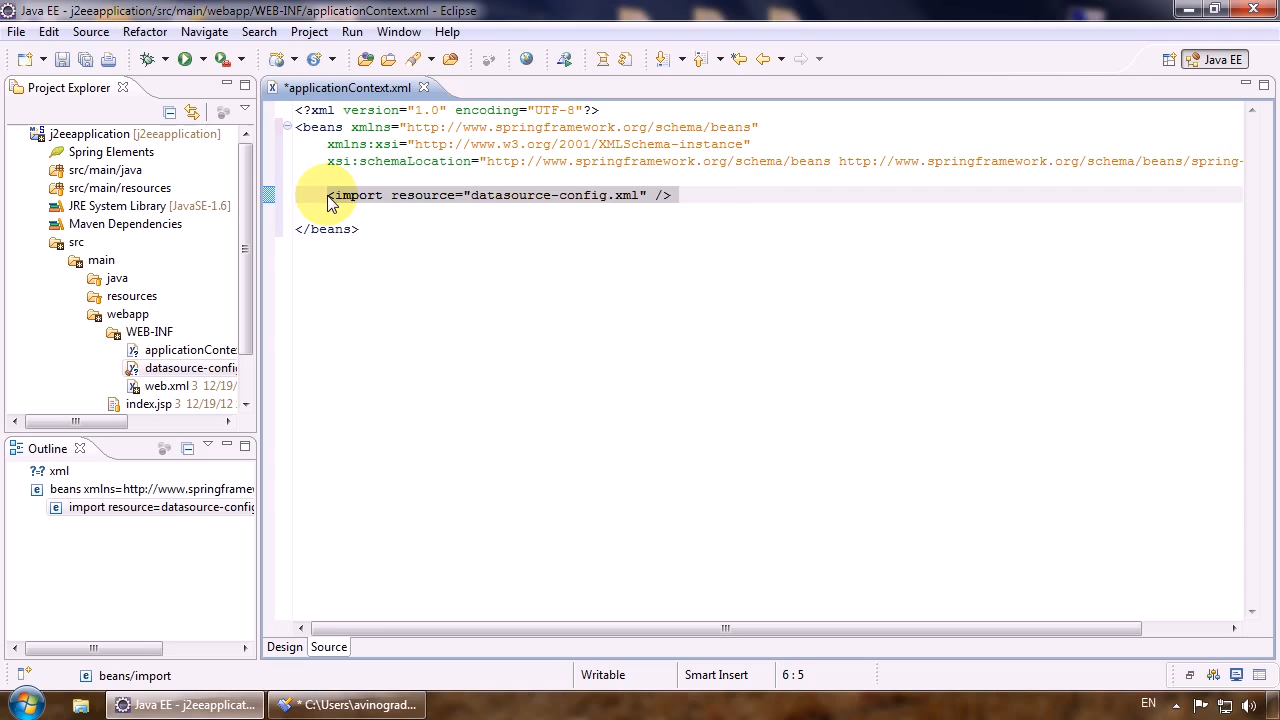 Java EE - j2eeapplication/src/main/webapp/WEB-INF/applicationContext.xml - Eclipse
File Edit Source Refactor Navigate Search Project Run Window Help
Java EE
Project Explorer
j2eeapplication [j2eeapplication]
Spring Elements
src/main/java
src/main/resources
JRE System Library [JavaSE-1.6]
Maven Dependencies
src
main
java
resources
webapp
WEB-INF
applicationConte
datasource-config
web.xml 3 12/19/
index.jsp 3 12/19/12
*applicationContext.xml
<?xml version="1.0" encoding="UTF-8"?>
<beans xmlns="http://www.springframework.org/schema/beans"
xmlns:xsi="http://www.w3.org/2001/XMLSchema-instance"
xsi:schemaLocation="http://www.springframework.org/schema/beans http://www.springframework.org/schema/beans/spring-
<import resource="datasource-config.xml" />
</beans>
Outline
xml
beans xmlns=http://www.springframew
import resource=datasource-config
Design Source
beans/import Writable Smart Insert 6 : 5
Java EE - j2eeapplicat... * C:\Users\avinograd... EN